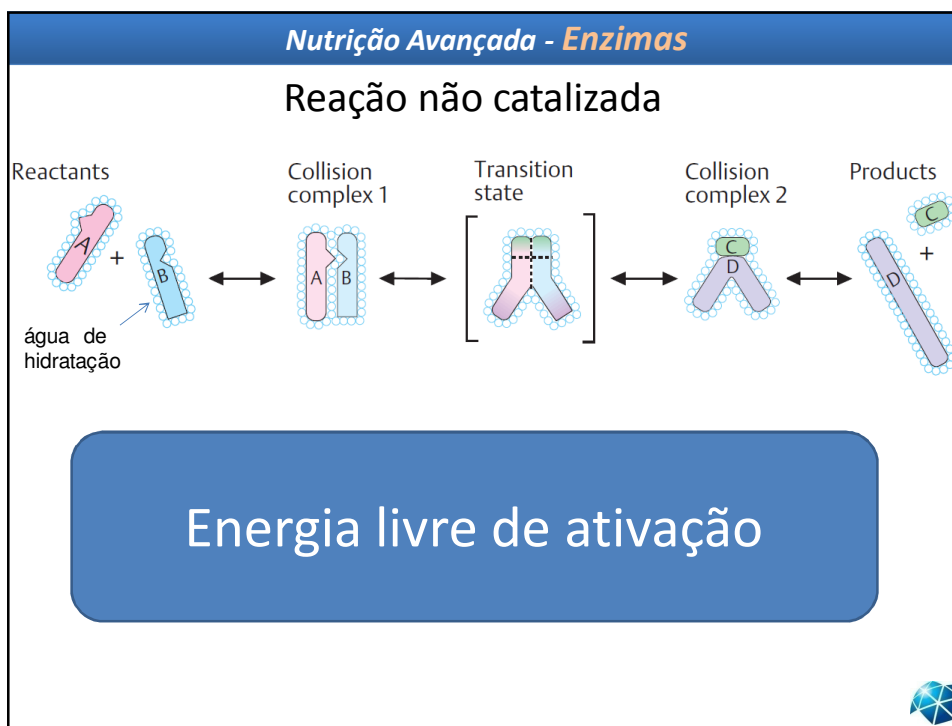 Nutrição Avançada - Enzimas
Reação não catalizada
Reactants
Collision
complex 1
Transition
state
Collision
complex 2
Products
A
+
B
A
B
C
D
C
+
D
água de
hidratação
Energia livre de ativação